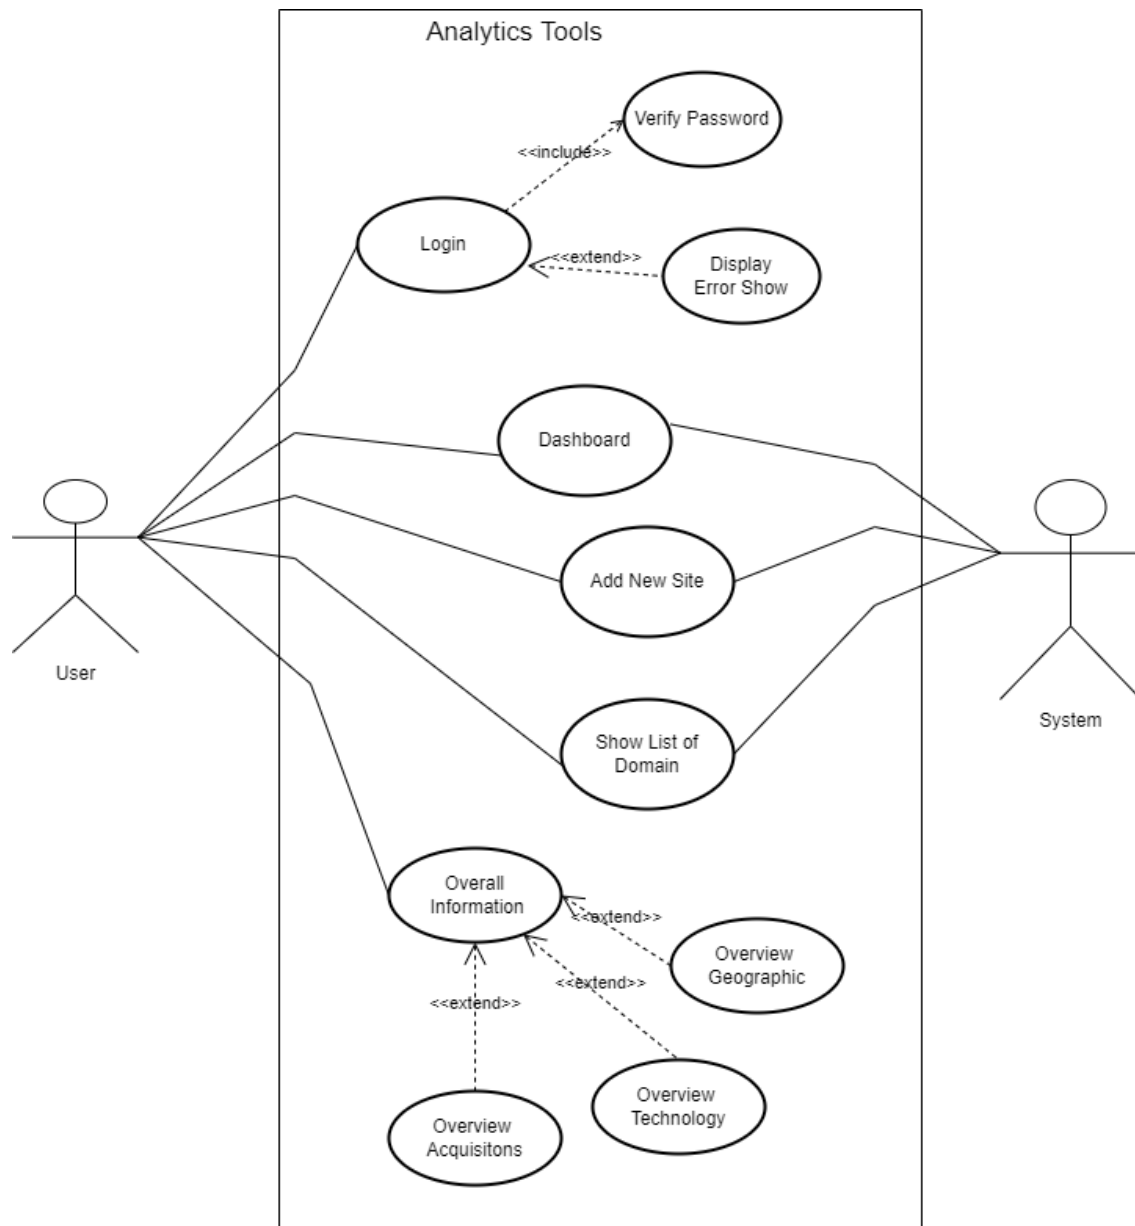 Analytics Tools
Verify Password
<<include>>
Login
<<extend>>
Display
Error Show
Dashboard
Add New Site
User
System
Show List of
Domain
Overall
Information
<<extend>>
Overview
Geographic
<<extend>>
<<extend>>
Overview
Technology
Overview
Acquisitons